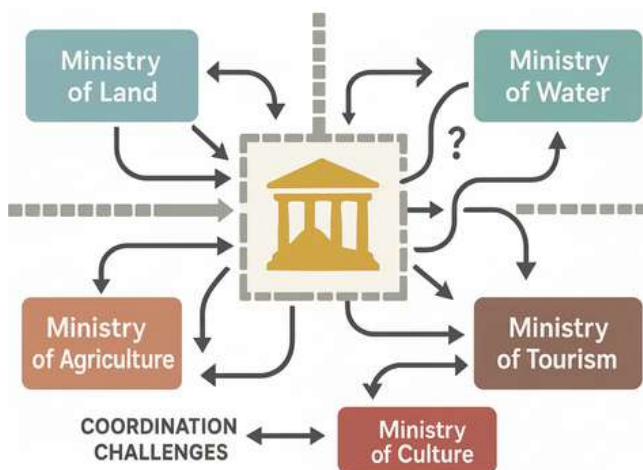 Ministry
of Land
Ministry
of Water
?
Ministry
of Agriculture
Ministry
of Tourism
COORDINATION
CHALLENGES
Ministry
of Culture